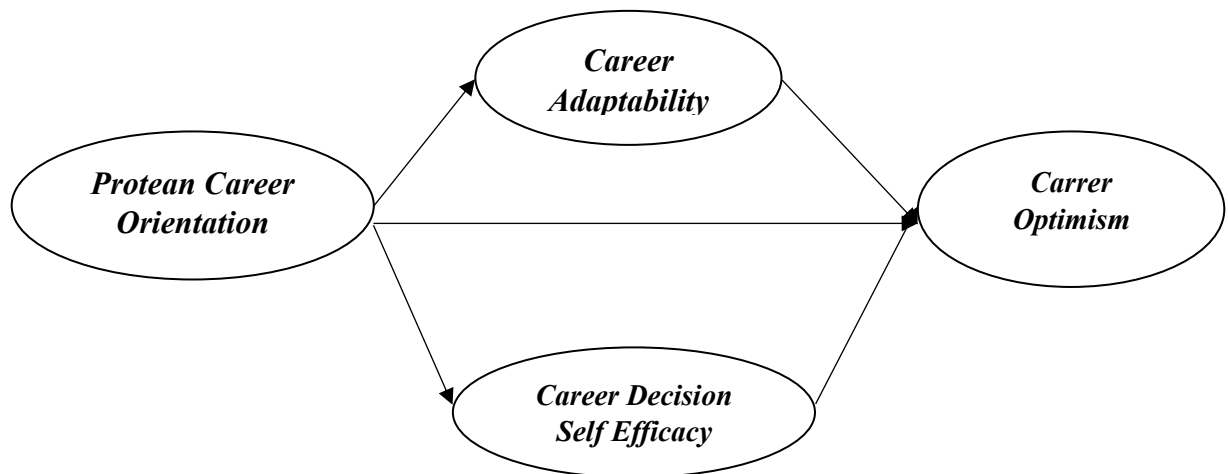 Career
Adaptability
Protean Career
Orientation
Carrer
Optimism
Career Decision
Self Efficacy